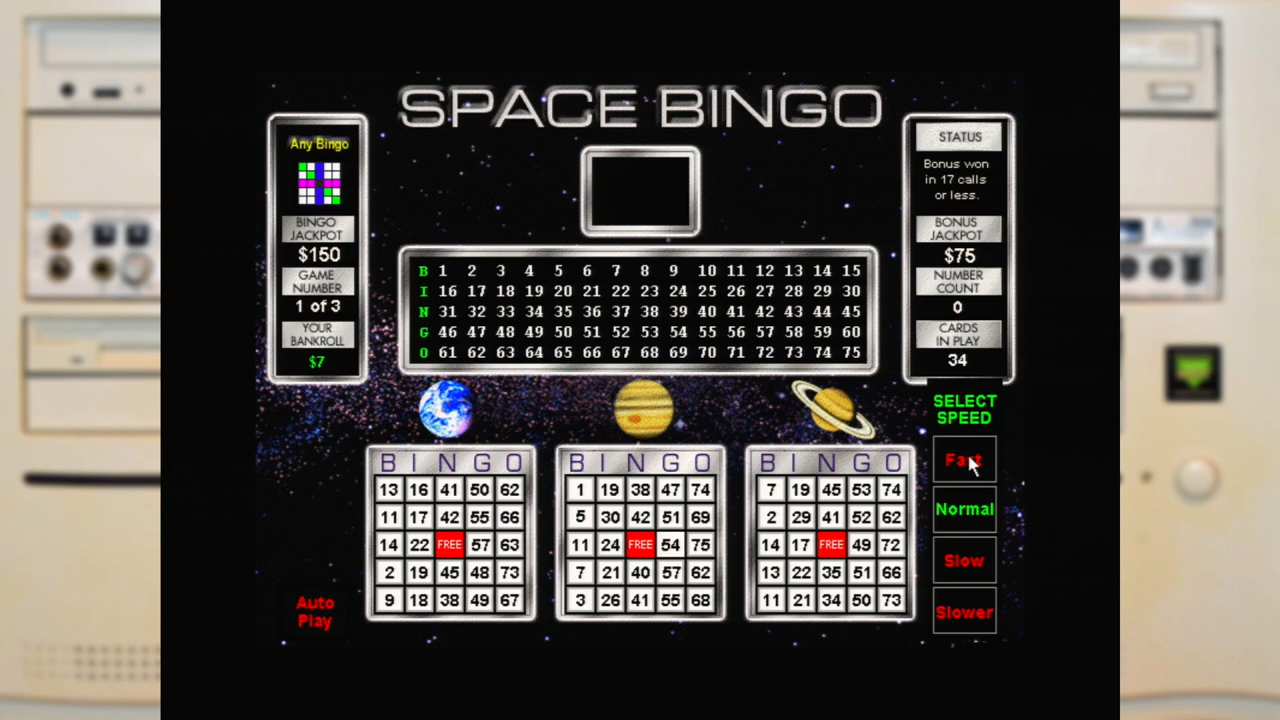 SPACE BINGO
Any Bingo
BINGO
JACKPOT
$150
GAME
NUMBER
1 of 3
YOUR
BANKROLL
$7
STATUS
Bonus won
in 17 calls
or less.
BONUS
JACKPOT
$75
NUMBER
COUNT
0
CARDS
IN PLAY
34
B 1 2 3 4 5 6 7 8 9 10 11 12 13 14 15
I 16 17 18 19 20 21 22 23 24 25 26 27 28 29 30
N 31 32 33 34 35 36 37 38 39 40 41 42 43 44 45
G 46 47 48 49 50 51 52 53 54 55 56 57 58 59 60
O 61 62 63 64 65 66 67 68 69 70 71 72 73 74 75
B I N G O
13 16 41 50 62
11 17 42 55 66
14 22 FREE 57 63
2 19 45 48 73
9 18 38 49 67
B I N G O
1 19 38 47 74
5 30 42 51 69
11 24 FREE 54 75
7 21 40 57 62
3 26 41 55 68
B I N G O
7 19 45 53 74
2 29 41 52 62
14 17 FREE 49 72
13 22 35 51 66
11 21 34 50 73
SELECT
SPEED
Fast
Normal
Slow
Slower
Auto
Play